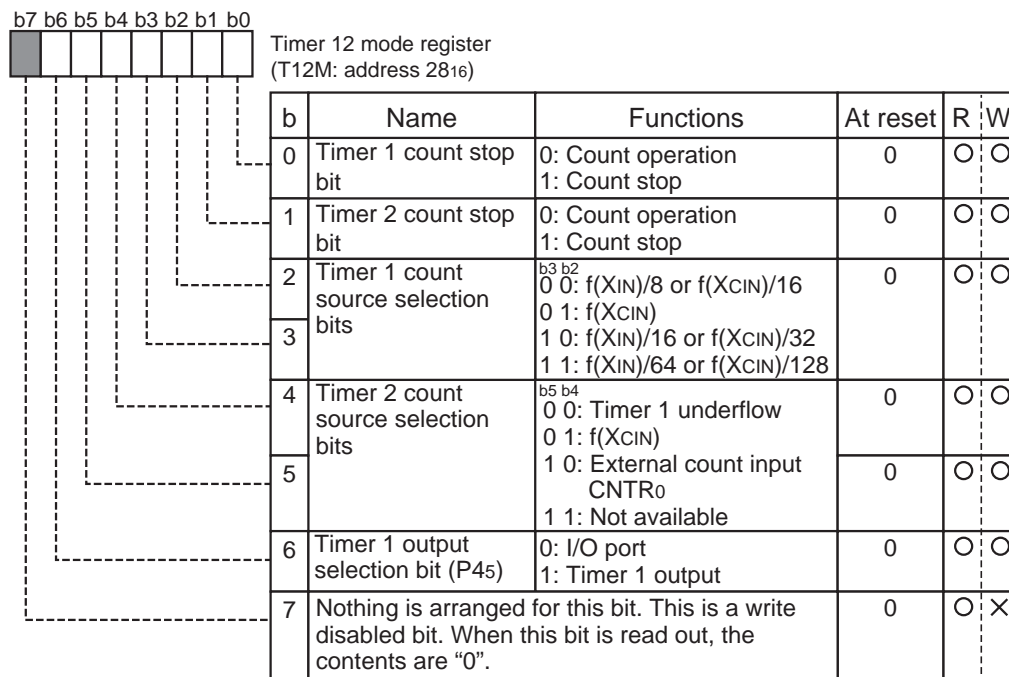 b7 b6 b5 b4 b3 b2 b1 b0
Timer 12 mode register
(T12M: address 2816)
b Name Functions At reset R W
0 Timer 1 count stop bit 0: Count operation 0 O O
1: Count stop
1 Timer 2 count stop bit 0: Count operation 0 O O
1: Count stop
2 Timer 1 count source selection bits b3 b2 0 O O
0 0: f(XIN)/8 or f(XCIN)/16
0 1: f(XCIN)
3 1 0: f(XIN)/16 or f(XCIN)/32
1 1: f(XIN)/64 or f(XCIN)/128
4 Timer 2 count source selection bits b5 b4 0 O O
0 0: Timer 1 underflow
0 1: f(XCIN)
5 1 0: External count input 0 O O
CNTR0
1 1: Not available
6 Timer 1 output selection bit (P45) 0: I/O port 0 O O
1: Timer 1 output
7 Nothing is arranged for this bit. This is a write 0 O ×
disabled bit. When this bit is read out, the
contents are “0”.